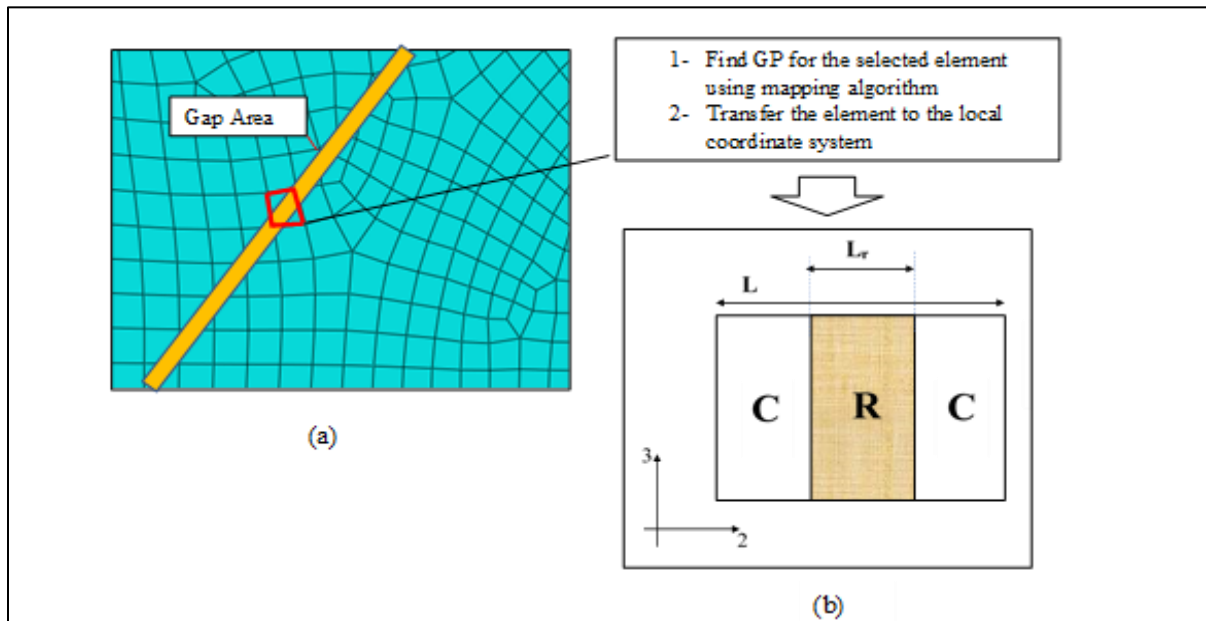 Gap Area
1- Find GP for the selected element
using mapping algorithm
2- Transfer the element to the local
coordinate system
(a)
Lr
L
C
R
C
3
2
(b)